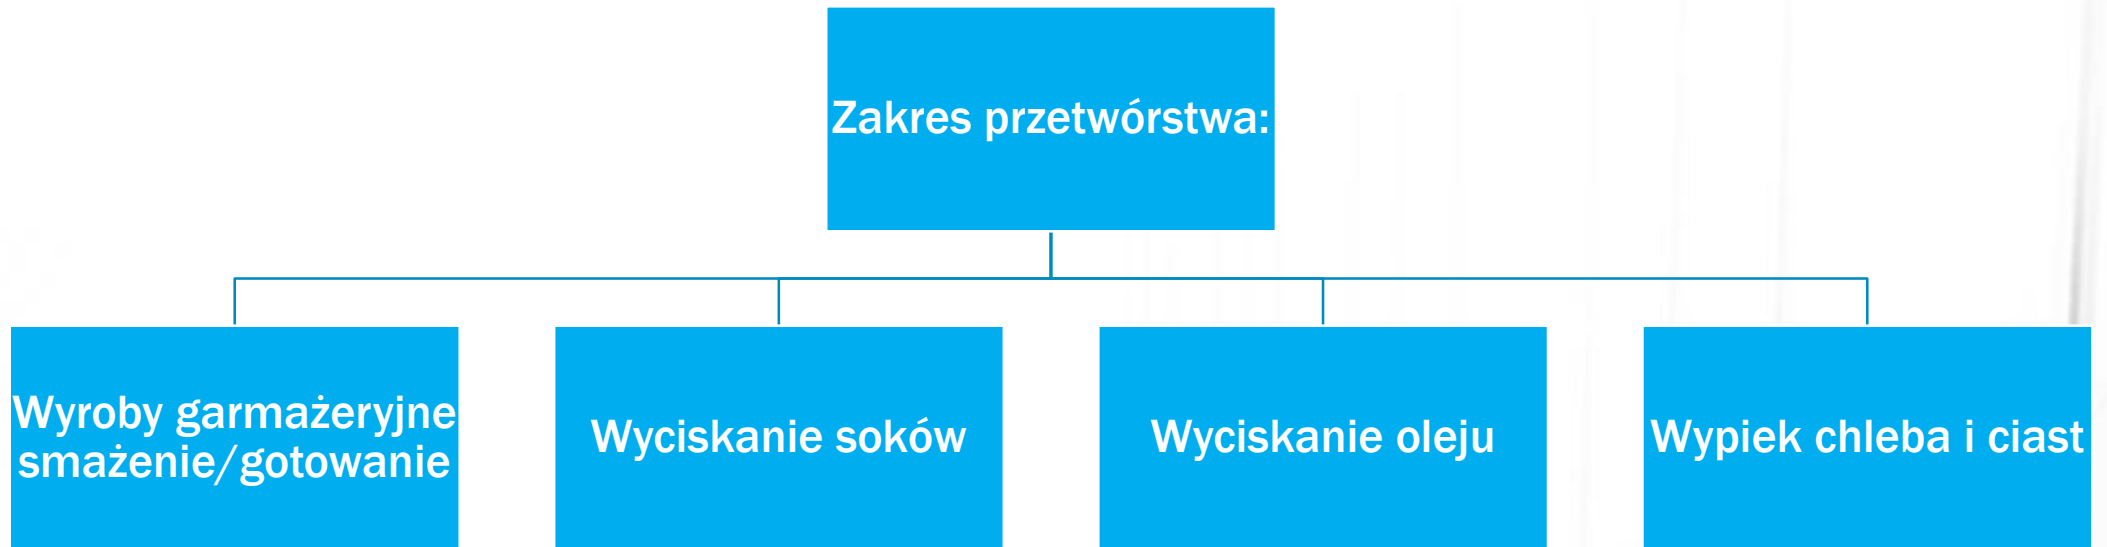 Zakres przetwórstwa:
Wyroby garmażeryjne
smażenie/gotowanie
Wyciskanie soków
Wyciskanie oleju
Wypiek chleba i ciast